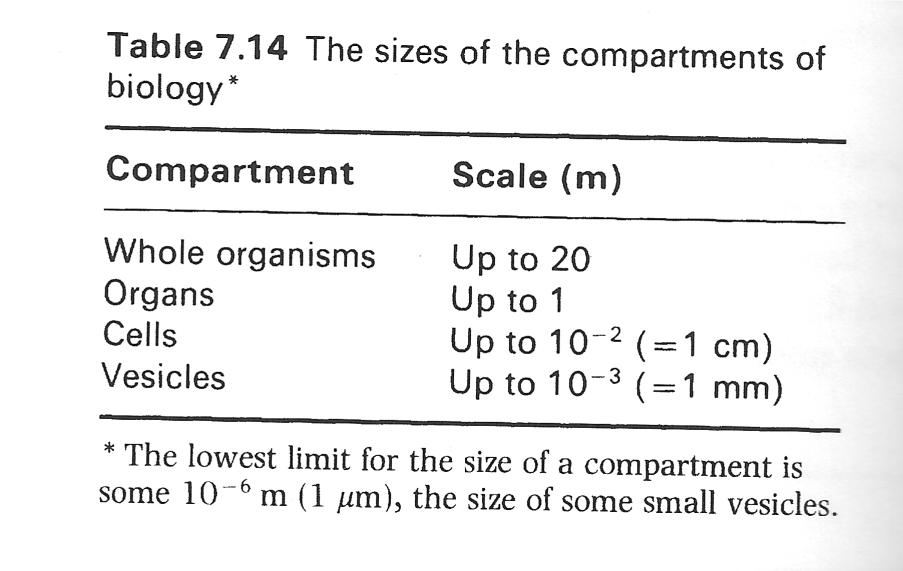 Table 7.14 The sizes of the compartments of
biology*
Compartment Scale (m)
Whole organisms Up to 20
Organs Up to 1
Cells Up to 10⁻² (=1 cm)
Vesicles Up to 10⁻³ (=1 mm)
* The lowest limit for the size of a compartment is
some 10⁻⁶ m (1 μm), the size of some small vesicles.